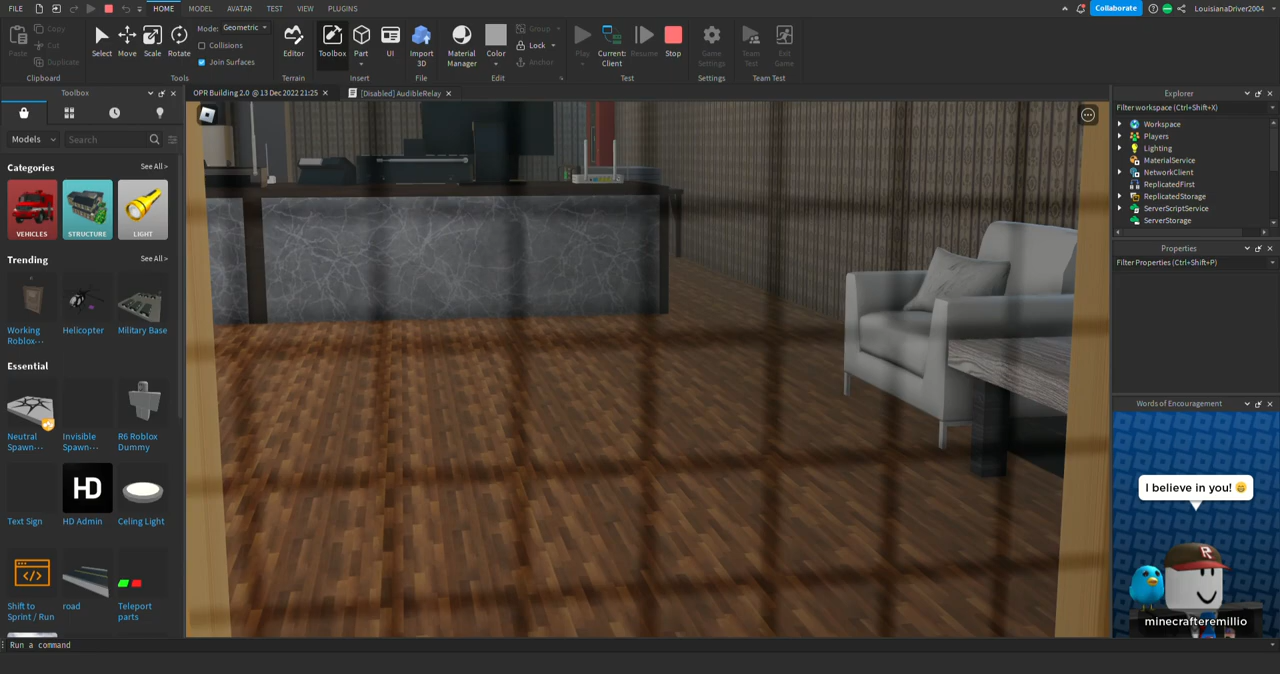 FILE HOME MODEL AVATAR TEST VIEW PLUGINS Collaborate LouisianaDriver2004
Paste Copy Cut Duplicate Clipboard
Select Move Scale Rotate Mode: Geometric Collisions Join Surfaces Tools
Editor Terrain
Toolbox Part UI Insert
Import 3D File
Material Manager Color Group Lock Anchor Edit
Play Current: Client Resume Stop Test
Game Settings Settings
Team Test Exit Game Team Test
Toolbox
OPR Building 2.0 @ 13 Dec 2022 21:25
[Disabled] AudibleRelay
Models Search
Categories See All >
VEHICLES STRUCTURE LIGHT
Trending See All >
Working Roblox··· Helicopter Military Base
Essential
Neutral Spawn··· Invisible Spawn··· R6 Roblox Dummy
HD
Text Sign HD Admin Celing Light
Shift to Sprint / Run road Teleport parts
Explorer
Filter workspace (Ctrl+Shift+X)
Workspace
Players
Lighting
MaterialService
NetworkClient
ReplicatedFirst
ReplicatedStorage
ServerScriptService
ServerStorage
Properties
Filter Properties (Ctrl+Shift+P)
Words of Encouragement
I believe in you! 😄
R
minecrafteremillio
Run a command